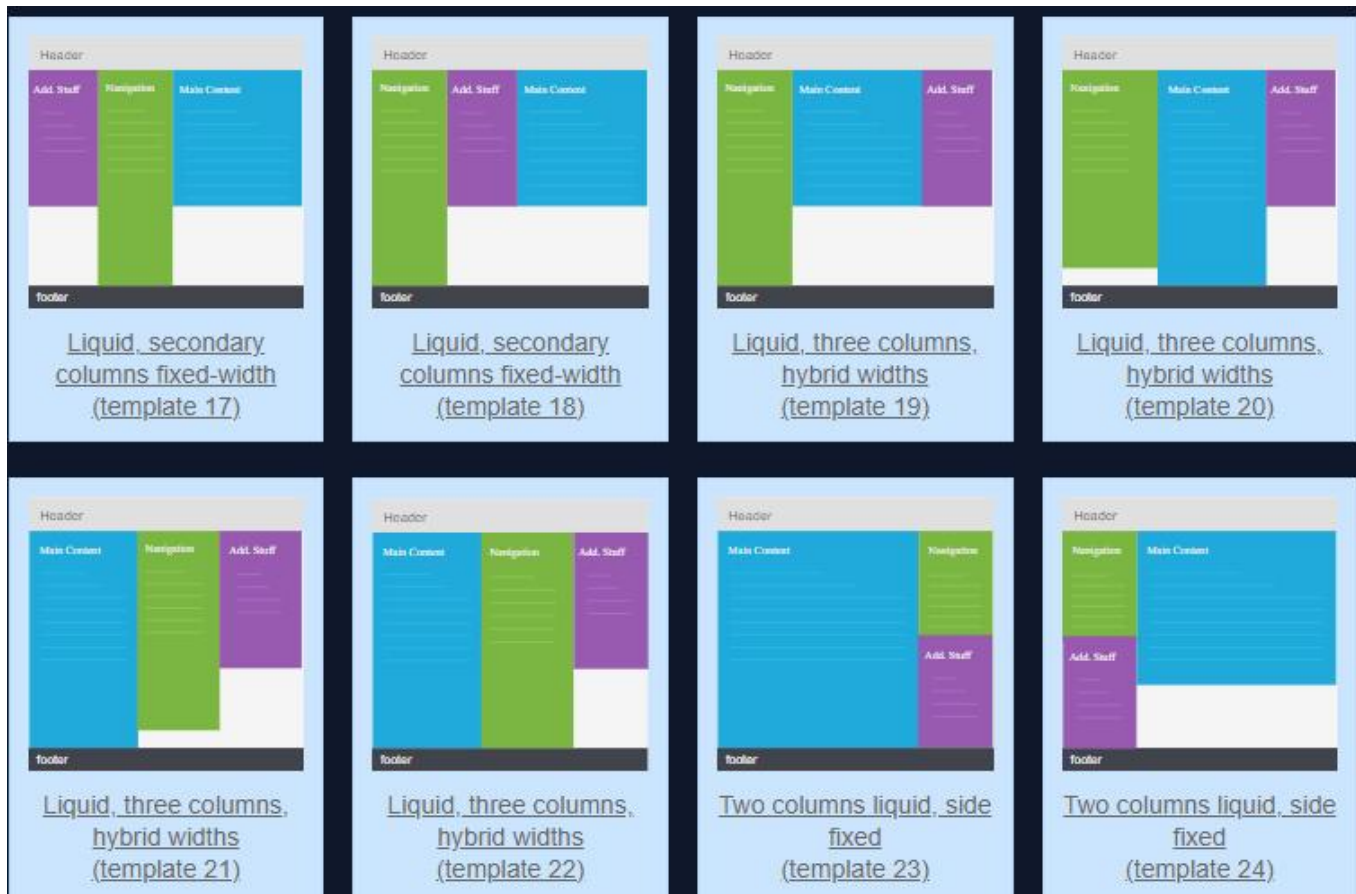 Header
Add. Stuff Navigation Main Content
footer
Liquid, secondary
columns fixed-width
(template 17)
Header
Navigation Add. Stuff Main Content
footer
Liquid, secondary
columns fixed-width
(template 18)
Header
Navigation Main Content Add. Stuff
footer
Liquid, three columns,
hybrid widths
(template 19)
Header
Navigation Main Content Add. Stuff
footer
Liquid, three columns,
hybrid widths
(template 20)
Header
Main Content Navigation Add. Stuff
footer
Liquid, three columns,
hybrid widths
(template 21)
Header
Main Content Navigation Add. Stuff
footer
Liquid, three columns,
hybrid widths
(template 22)
Header
Main Content Navigation
Add. Stuff
footer
Two columns liquid, side
fixed
(template 23)
Header
Navigation Main Content
Add. Stuff
footer
Two columns liquid, side
fixed
(template 24)